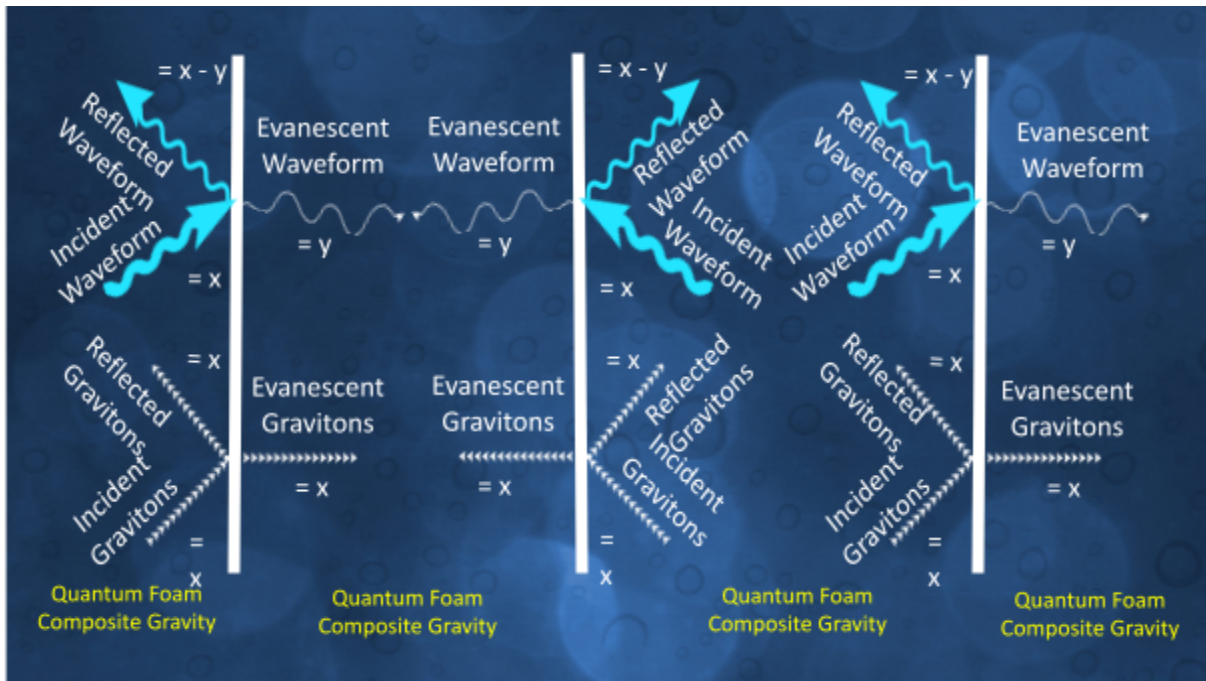 = x - y
Reflected
Waveform
Incident
Waveform
= x
Evanescent
Waveform
= y
= x
Reflected
Gravitons
Incident
Gravitons
=
x
Evanescent
Gravitons
= x
Quantum Foam
Composite Gravity
Evanescent
Waveform
= y
= x - y
Reflected
Waveform
Incident
Waveform
= x
Evanescent
Gravitons
= x
= x
Reflected
Gravitons
Incident
Gravitons
=
x
Quantum Foam
Composite Gravity
= x - y
Reflected
Waveform
Incident
Waveform
= x
= x
Reflected
Gravitons
Incident
Gravitons
=
x
Quantum Foam
Composite Gravity
Evanescent
Waveform
= y
Evanescent
Gravitons
= x
Quantum Foam
Composite Gravity